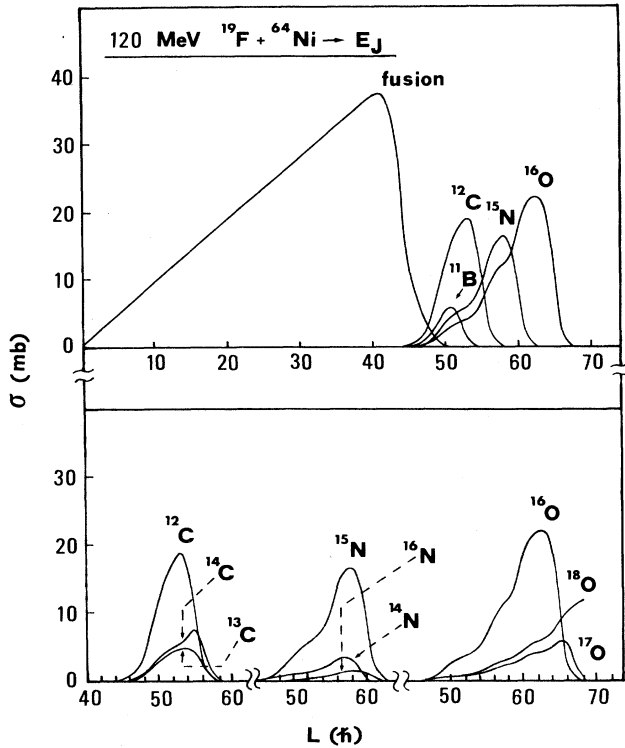 120 MeV ¹⁹F + ⁶⁴Ni → E_J
fusion
40
30
20
10
0
¹²C
¹⁵N
¹⁶O
¹¹B
10 20 30 40 50 60 70
σ (mb)
30
20
10
0
¹²C
¹⁴C
¹³C
¹⁵N
¹⁶N
¹⁴N
¹⁶O
¹⁸O
¹⁷O
40 50 60 50 60 50 60 70
L (ħ)